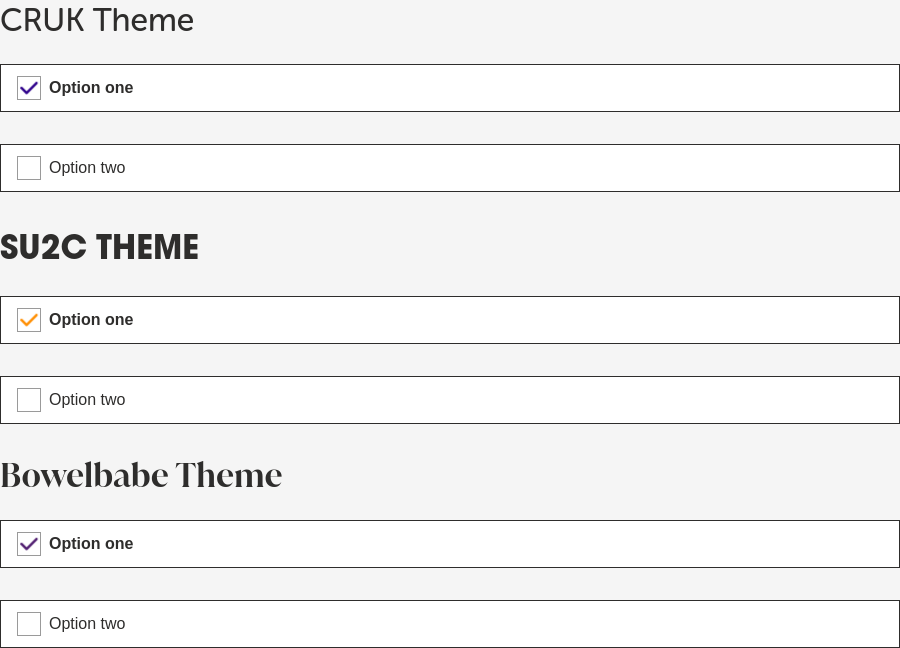 CRUK Theme
Option one
Option two
SU2C THEME
Option one
Option two
Bowelbabe Theme
Option one
Option two